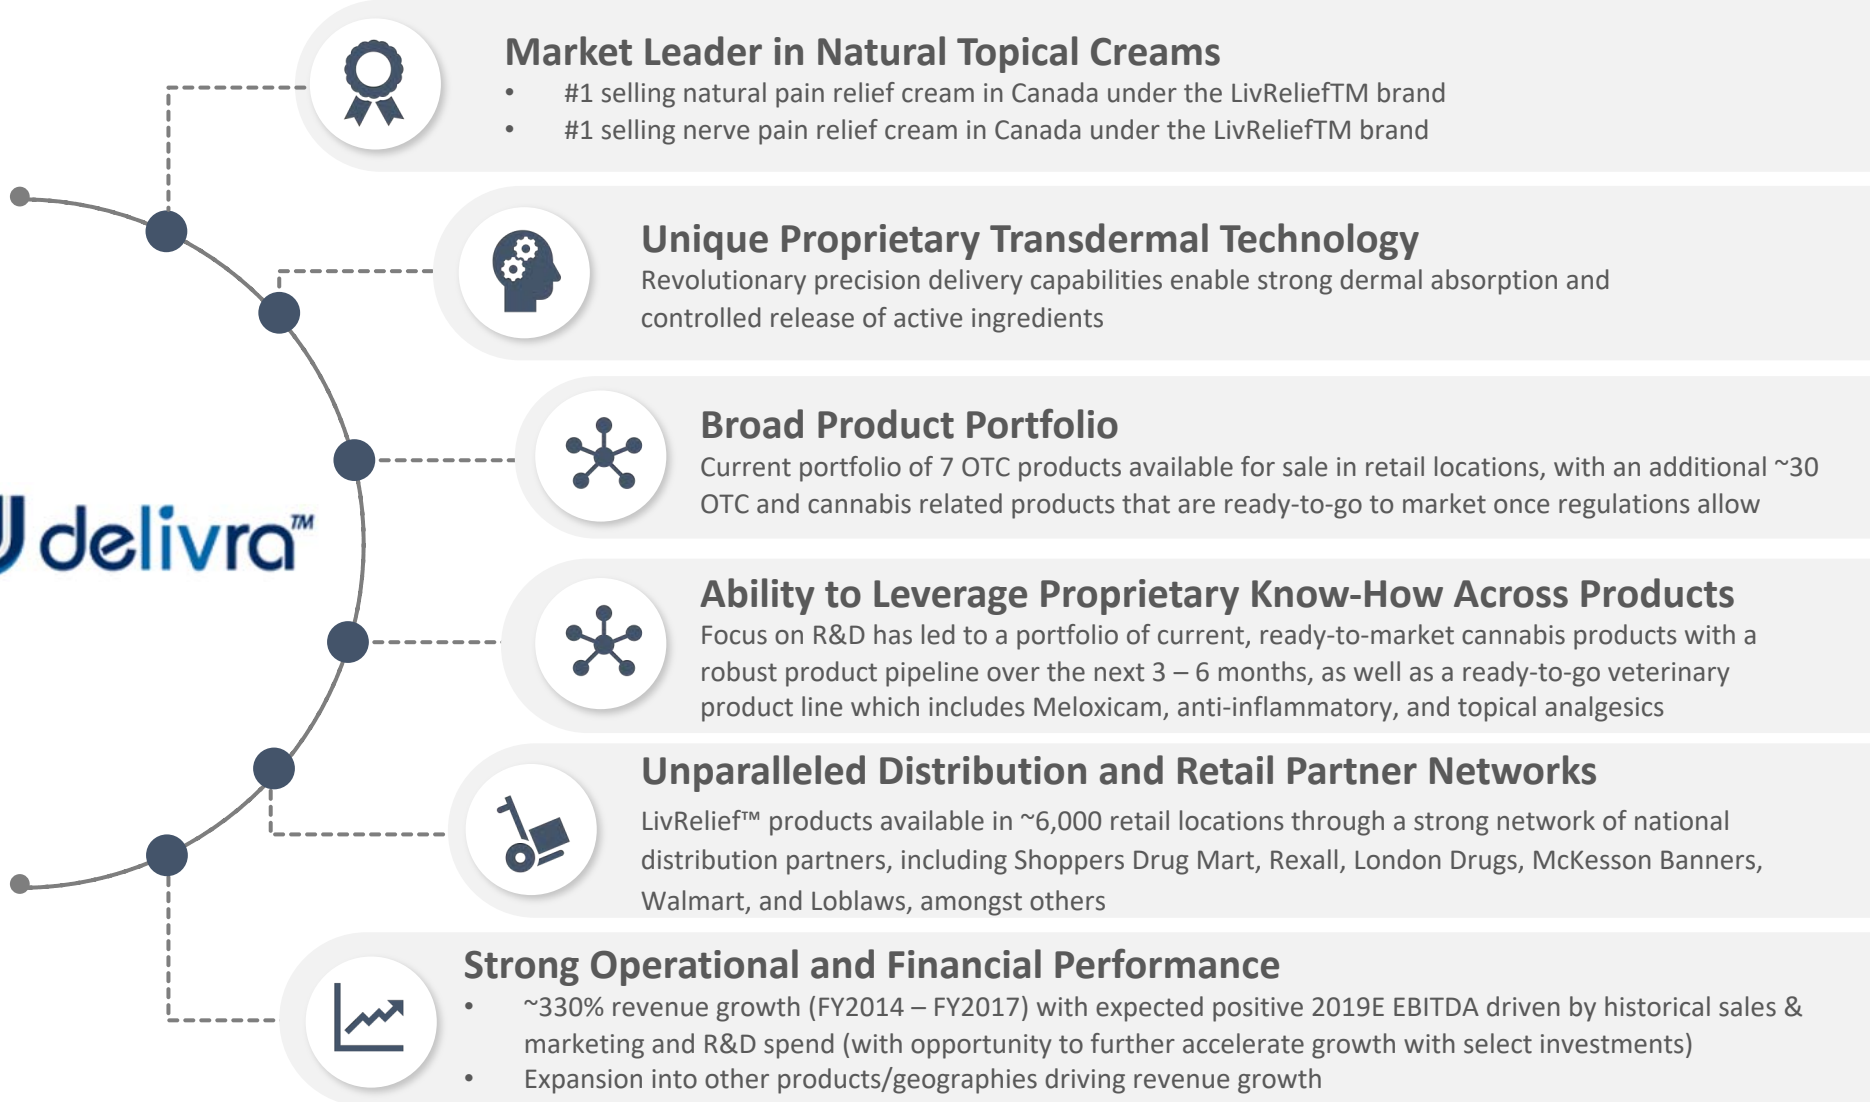 Market Leader in Natural Topical Creams
• #1 selling natural pain relief cream in Canada under the LivReliefTM brand
• #1 selling nerve pain relief cream in Canada under the LivReliefTM brand
Unique Proprietary Transdermal Technology
Revolutionary precision delivery capabilities enable strong dermal absorption and
controlled release of active ingredients
Broad Product Portfolio
Current portfolio of 7 OTC products available for sale in retail locations, with an additional ~30
OTC and cannabis related products that are ready-to-go to market once regulations allow
delivra™
Ability to Leverage Proprietary Know-How Across Products
Focus on R&D has led to a portfolio of current, ready-to-market cannabis products with a
robust product pipeline over the next 3 – 6 months, as well as a ready-to-go veterinary
product line which includes Meloxicam, anti-inflammatory, and topical analgesics
Unparalleled Distribution and Retail Partner Networks
LivRelief™ products available in ~6,000 retail locations through a strong network of national
distribution partners, including Shoppers Drug Mart, Rexall, London Drugs, McKesson Banners,
Walmart, and Loblaws, amongst others
Strong Operational and Financial Performance
• ~330% revenue growth (FY2014 – FY2017) with expected positive 2019E EBITDA driven by historical sales &
marketing and R&D spend (with opportunity to further accelerate growth with select investments)
• Expansion into other products/geographies driving revenue growth